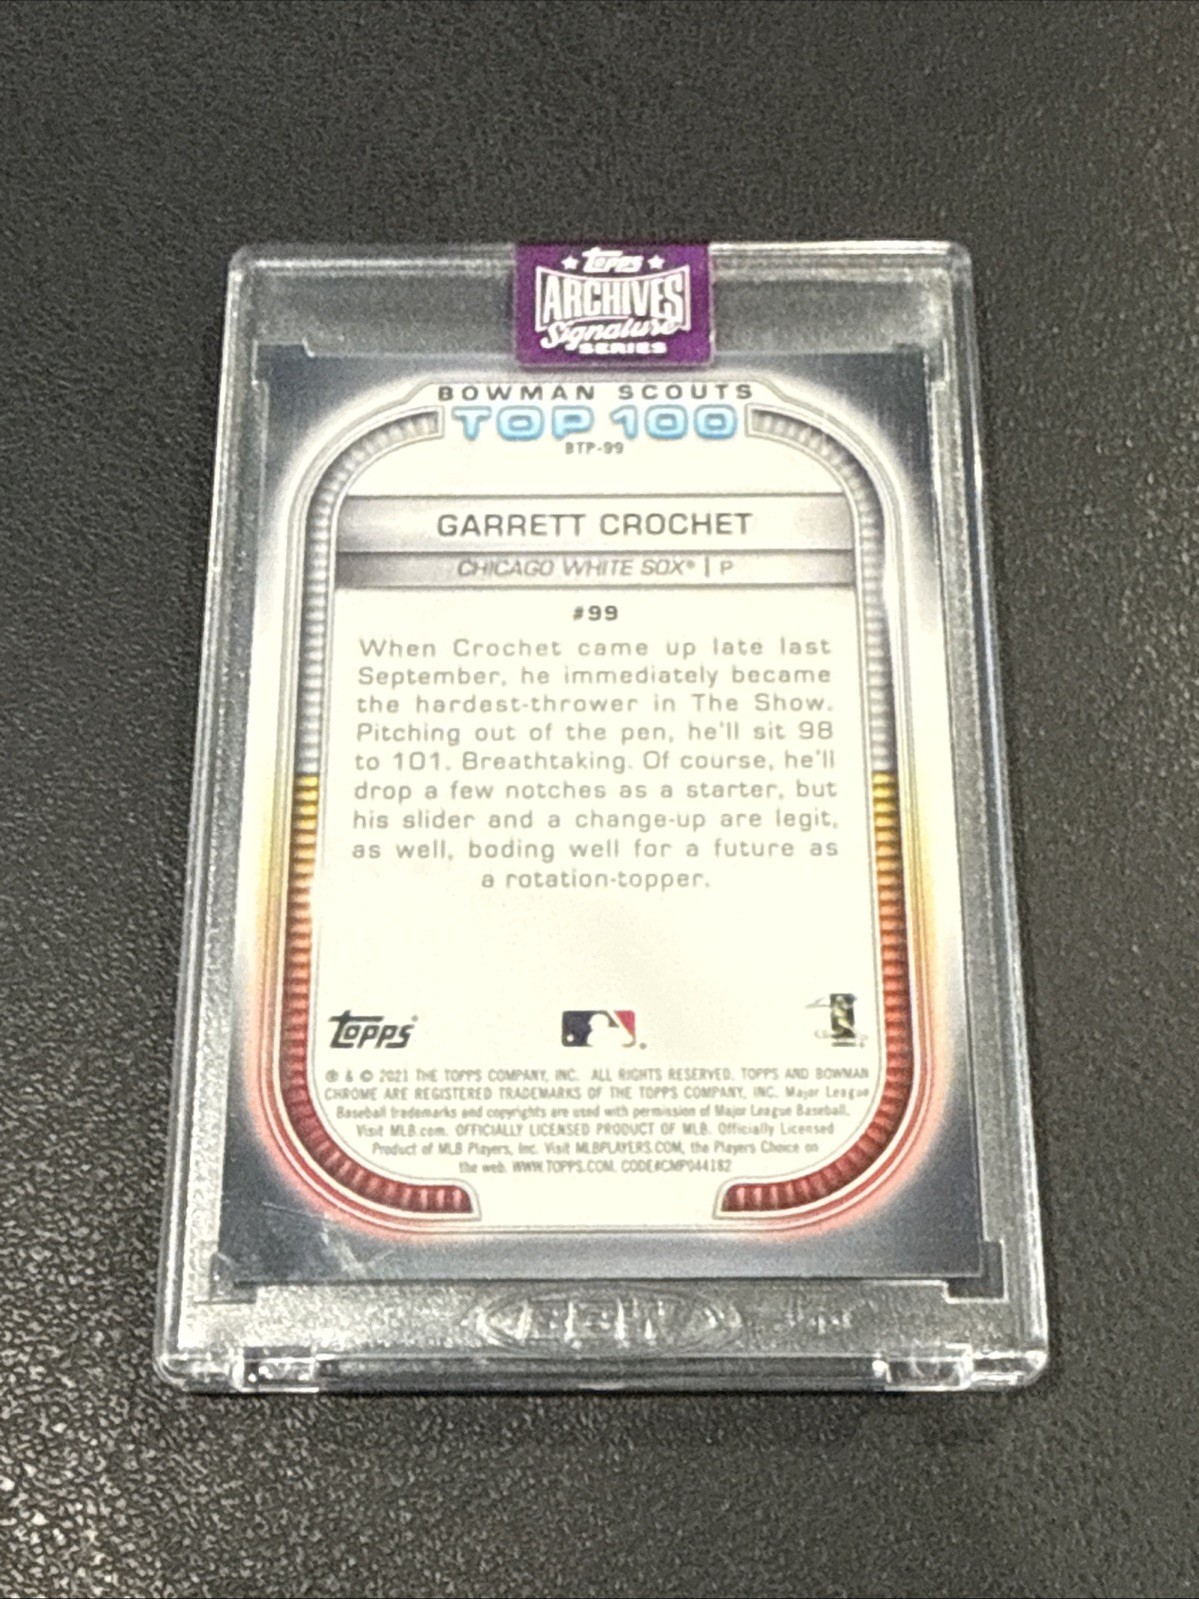 Topps
ARCHIVES
Signature
SERIES
BOWMAN SCOUTS
TOP 100
BTP-99
GARRETT CROCHET
CHICAGO WHITE SOX® | P
#99
When Crochet came up late last
September, he immediately became
the hardest-thrower in The Show.
Pitching out of the pen, he'll sit 98
to 101. Breathtaking. Of course, he'll
drop a few notches as a starter, but
his slider and a change-up are legit,
as well, boding well for a future as
a rotation-topper.
Topps®
® & © 2021 THE TOPPS COMPANY, INC. ALL RIGHTS RESERVED. TOPPS AND BOWMAN
CHROME ARE REGISTERED TRADEMARKS OF THE TOPPS COMPANY, INC. Major League
Baseball trademarks and copyrights are used with permission of Major League Baseball.
Visit MLB.com. OFFICIALLY LICENSED PRODUCT OF MLB. Officially Licensed
Product of MLB Players, Inc. Visit MLBPLAYERS.COM, the Players Choice on
the web. WWW.TOPPS.COM. CODE#CMP044182